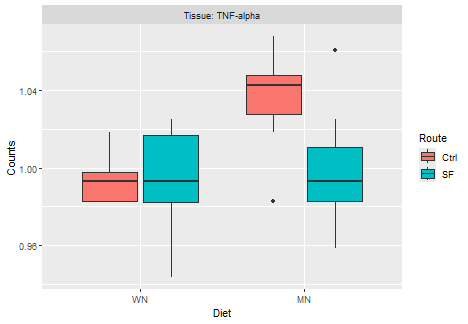 Tissue: TNF-alpha
Counts
1.04
1.00
0.96
WN
MN
Diet
Route
Ctrl
SF